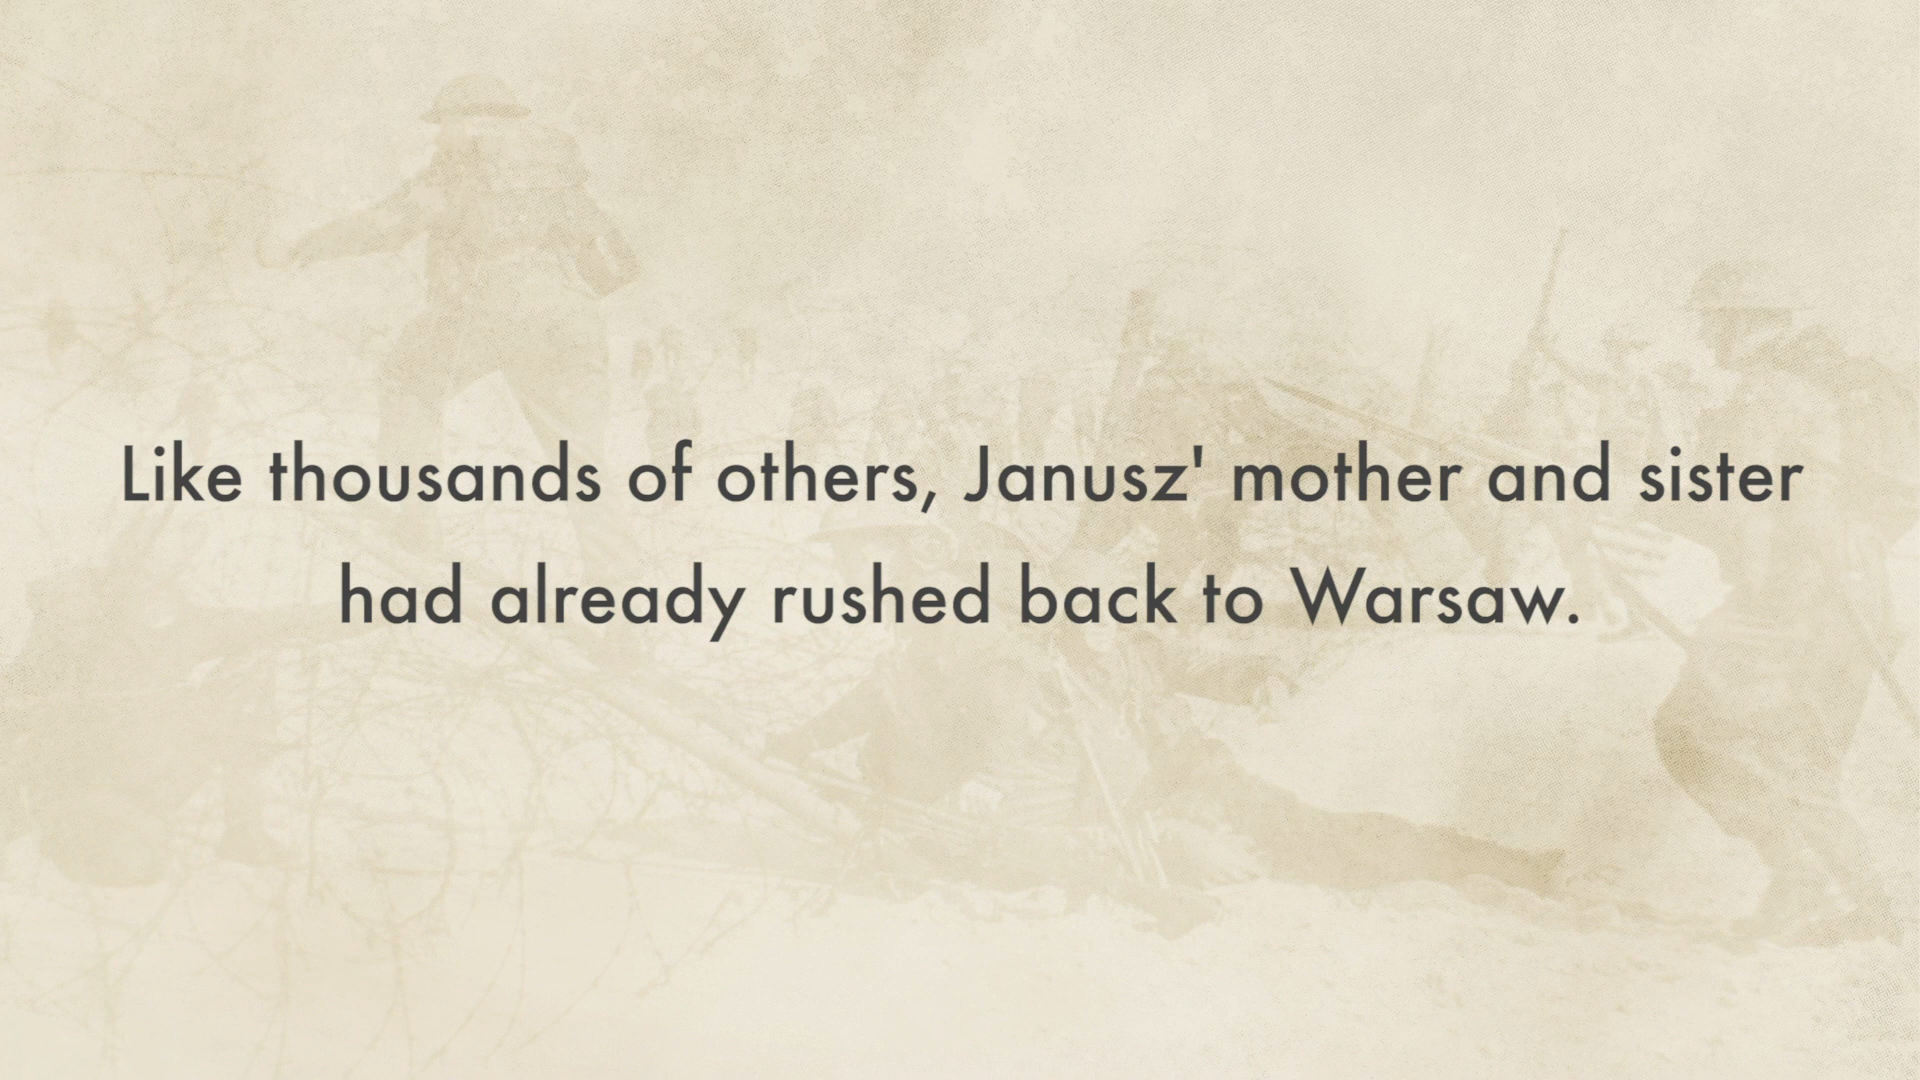 Like thousands of others, Janusz' mother and sister
had already rushed back to Warsaw.